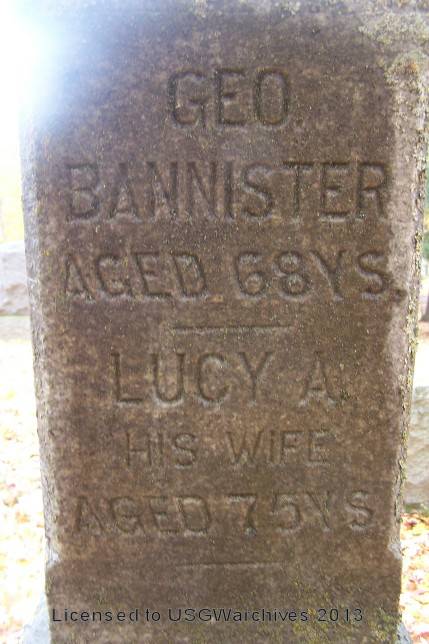 GEO.
BANNISTER
AGED 68YS.
LUCY A.
HIS WIFE
AGED 75YS
Licensed to USGWarchives 2013